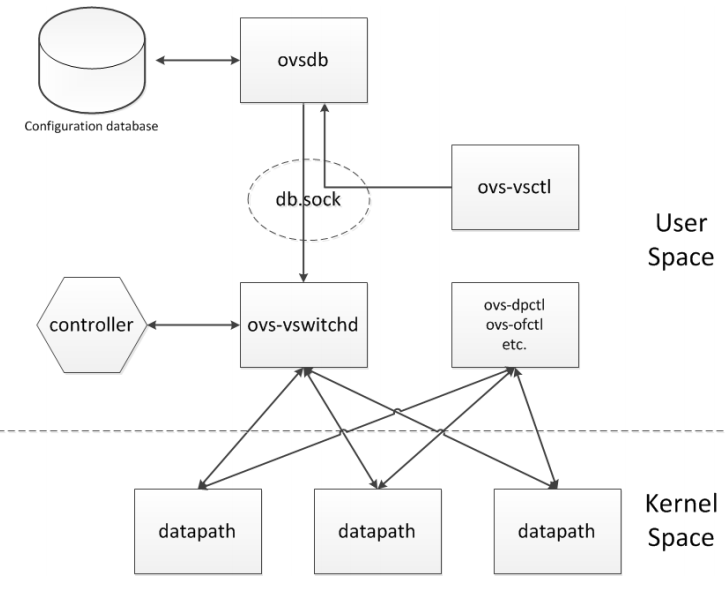 ovsdb
Configuration database
db.sock
ovs-vsctl
User
Space
controller
ovs-vswitchd
ovs-dpctl
ovs-ofctl
etc.
datapath
datapath
datapath
Kernel
Space